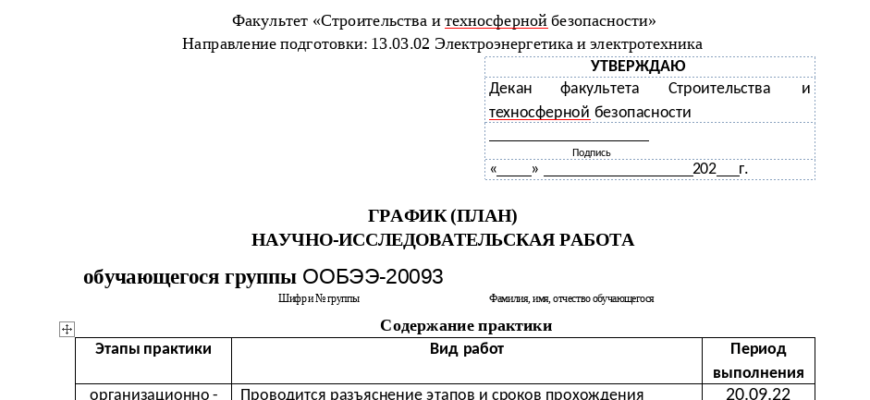 Факультет «Строительства и техносферной безопасности»
Направление подготовки: 13.03.02 Электроэнергетика и электротехника
УТВЕРЖДАЮ
Декан факультета Строительства и
техносферной безопасности
____________________
Подпись
«____» __________________202___г.
ГРАФИК (ПЛАН)
НАУЧНО-ИССЛЕДОВАТЕЛЬСКАЯ РАБОТА
обучающегося группы ООБЭЭ-20093
Шифр и № группы Фамилия, имя, отчество обучающегося
Содержание практики
Этапы практики Вид работ Период
выполнения
организационно - Проводится разъяснение этапов и сроков прохождения 20.09.22